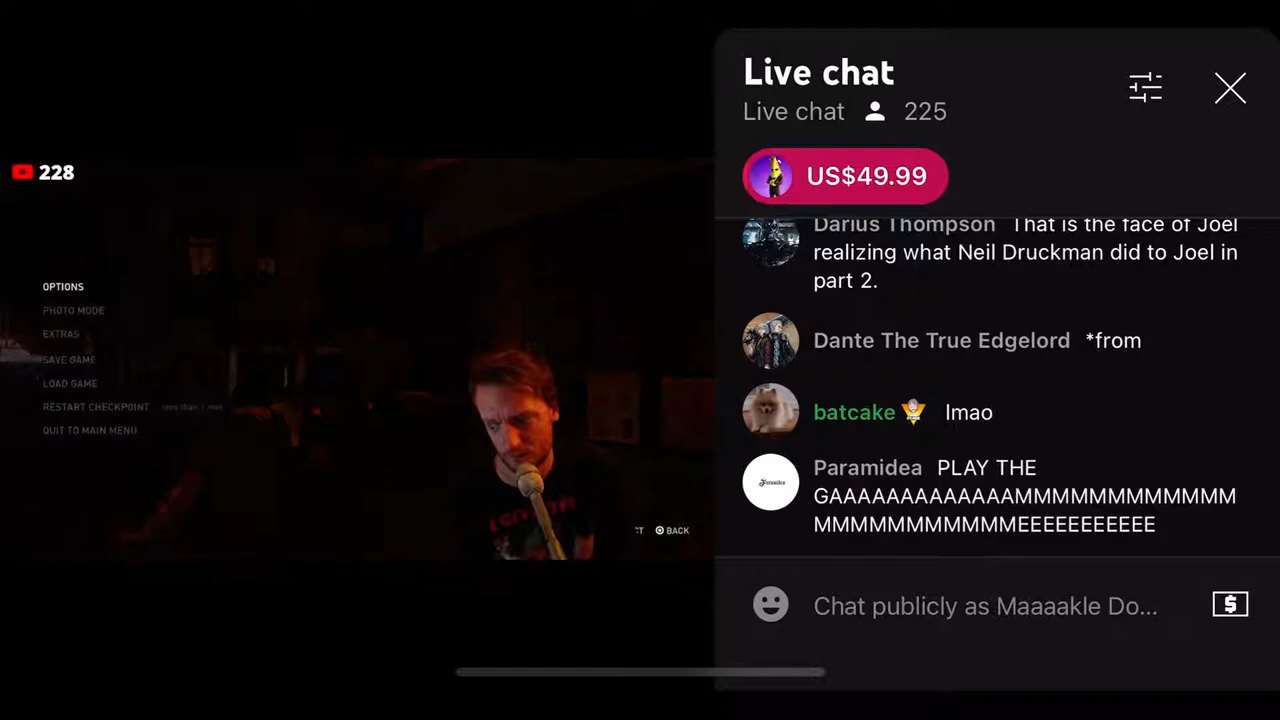 228
OPTIONS
PHOTO MODE
EXTRAS
SAVE GAME
LOAD GAME
RESTART CHECKPOINT
QUIT TO MAIN MENU
BACK
Live chat
Live chat 225
US$49.99
Darius Thompson That is the face of Joel
realizing what Neil Druckman did to Joel in
part 2.
Dante The True Edgelord *from
batcake lmao
Paramidea PLAY THE
GAAAAAAAAAAAAAMMMMMMMMMMMM
MMMMMMMMMMMEEEEEEEEEEE
Chat publicly as Maaaakle Do...